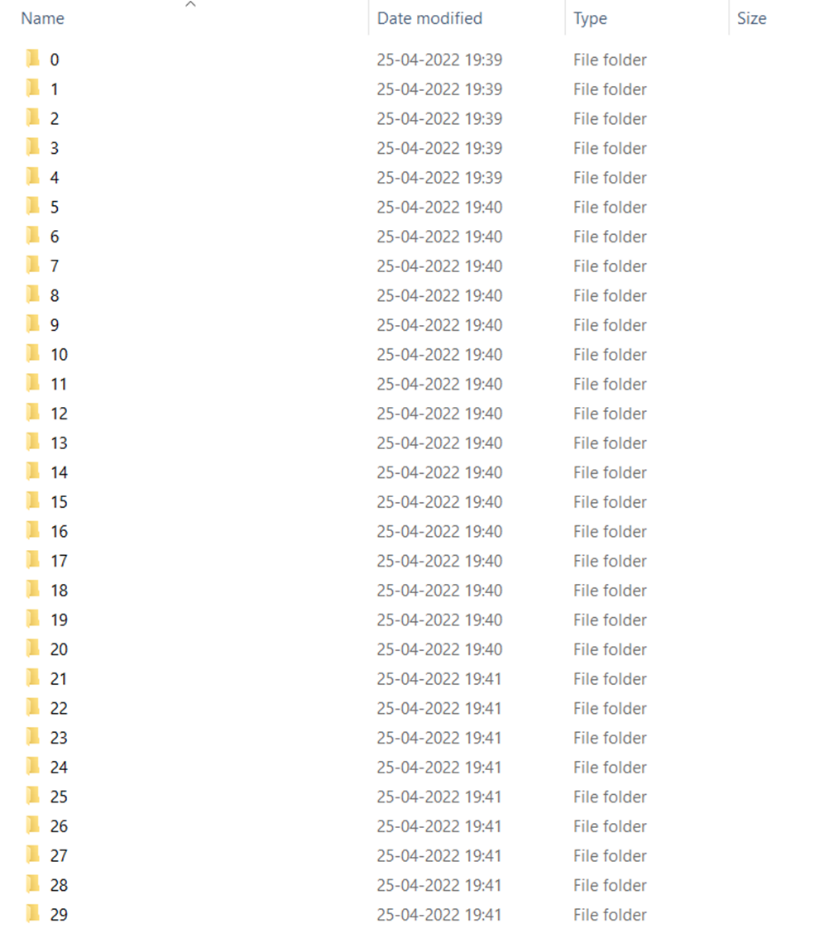 Name Date modified Type Size
0 25-04-2022 19:39 File folder
1 25-04-2022 19:39 File folder
2 25-04-2022 19:39 File folder
3 25-04-2022 19:39 File folder
4 25-04-2022 19:39 File folder
5 25-04-2022 19:40 File folder
6 25-04-2022 19:40 File folder
7 25-04-2022 19:40 File folder
8 25-04-2022 19:40 File folder
9 25-04-2022 19:40 File folder
10 25-04-2022 19:40 File folder
11 25-04-2022 19:40 File folder
12 25-04-2022 19:40 File folder
13 25-04-2022 19:40 File folder
14 25-04-2022 19:40 File folder
15 25-04-2022 19:40 File folder
16 25-04-2022 19:40 File folder
17 25-04-2022 19:40 File folder
18 25-04-2022 19:40 File folder
19 25-04-2022 19:40 File folder
20 25-04-2022 19:40 File folder
21 25-04-2022 19:41 File folder
22 25-04-2022 19:41 File folder
23 25-04-2022 19:41 File folder
24 25-04-2022 19:41 File folder
25 25-04-2022 19:41 File folder
26 25-04-2022 19:41 File folder
27 25-04-2022 19:41 File folder
28 25-04-2022 19:41 File folder
29 25-04-2022 19:41 File folder